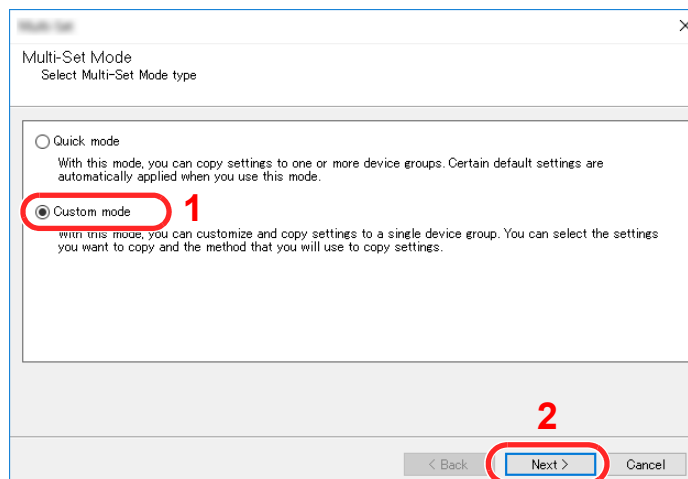 Multi-Set Mode
Select Multi-Set Mode type
Quick mode
With this mode, you can copy settings to one or more device groups. Certain default settings are
automatically applied when you use this mode.
Custom mode 1
With this mode, you can customize and copy settings to a single device group. You can select the settings
you want to copy and the method that you will use to copy settings.
2
< Back Next > Cancel